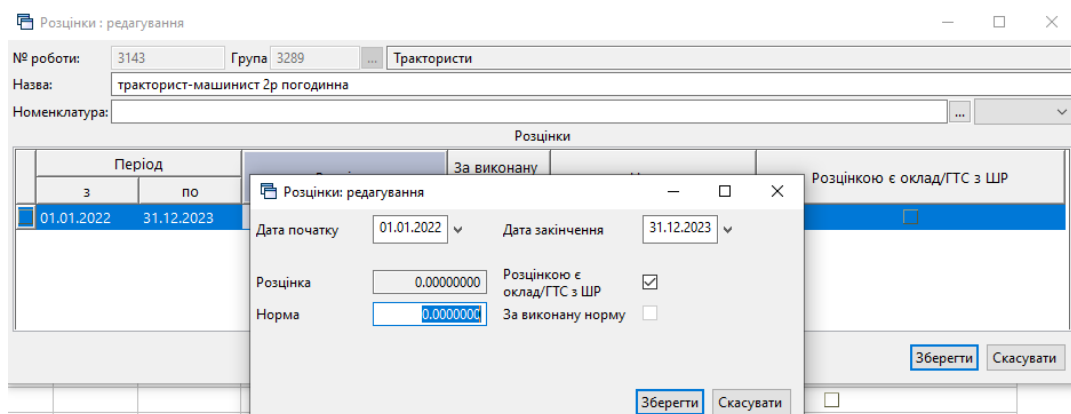 Розцінки : редагування
№ роботи: 3143 Група 3289 ... Трактористи
Назва: тракторист-машинист 2р погодинна
Номенклатура: ...
Розцінки
Період За виконану Розцінкою є оклад/ГТС з ШР
з по
01.01.2022 31.12.2023
Розцінки: редагування
Дата початку 01.01.2022 Дата закінчення 31.12.2023
Розцінка 0.00000000 Розцінкою є
оклад/ГТС з ШР
Норма 0.0000000 За виконану норму
Зберегти Скасувати
Зберегти Скасувати